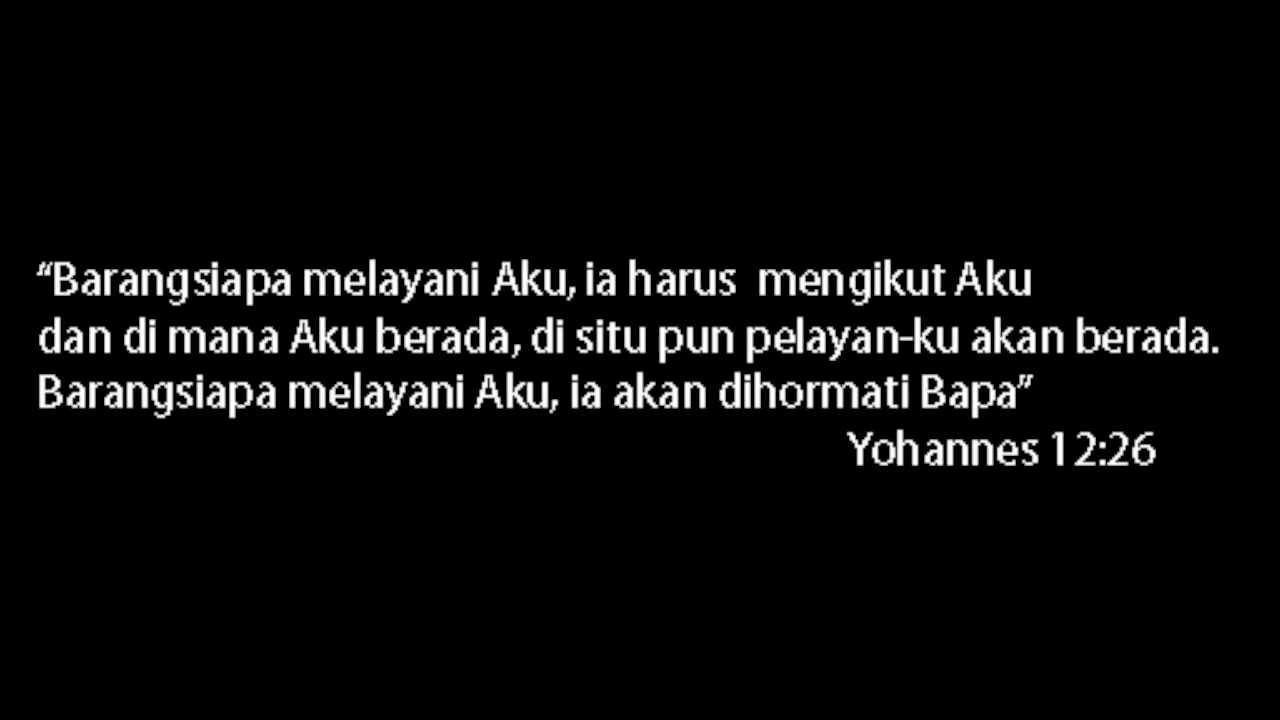 “Barangsiapa melayani Aku, ia harus  mengikut Aku
dan di mana Aku berada, di situ pun pelayan-ku akan berada.
Barangsiapa melayani Aku, ia akan dihormati Bapa”
Yohannes 12:26